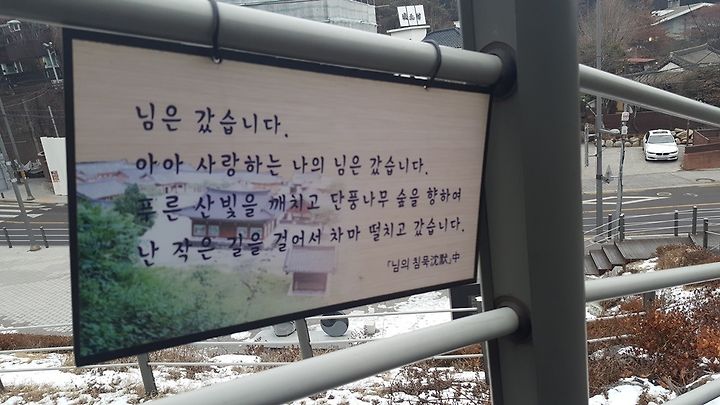 님은 갔습니다.
아아 사랑하는 나의 님은 갔습니다.
푸른 산빛을 깨치고 단풍나무 숲을 향하여
난 작은 길을 걸어서 차마 떨치고 갔습니다.
「님의 침묵沈默」中